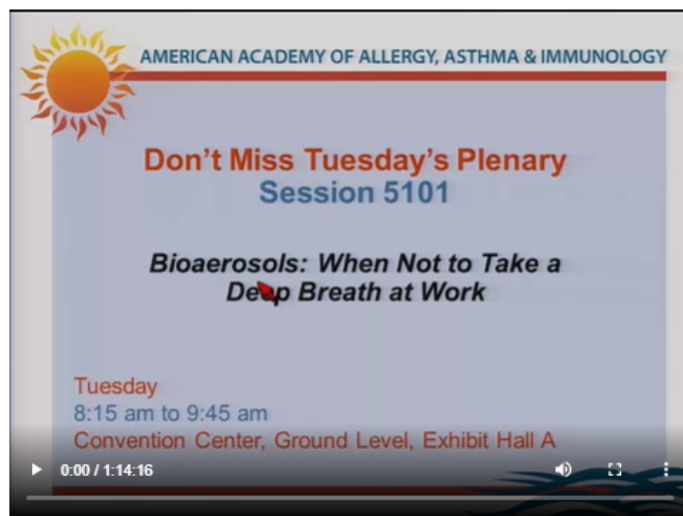 AMERICAN ACADEMY OF ALLERGY, ASTHMA & IMMUNOLOGY
Don't Miss Tuesday's Plenary
Session 5101
Bioaerosols: When Not to Take a
Deep Breath at Work
Tuesday
8:15 am to 9:45 am
Convention Center, Ground Level, Exhibit Hall A
0:00 / 1:14:16